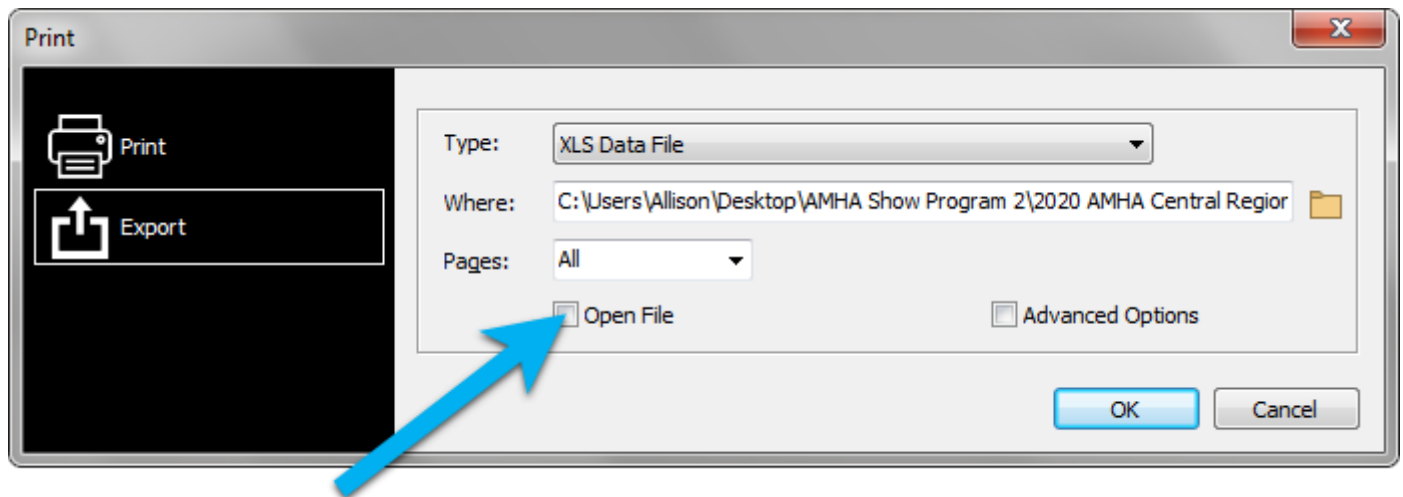 Print
Print
Export
Type: XLS Data File
Where: C:\Users\Allison\Desktop\AMHA Show Program 2\2020 AMHA Central Region
Pages: All
Open File Advanced Options
OK Cancel